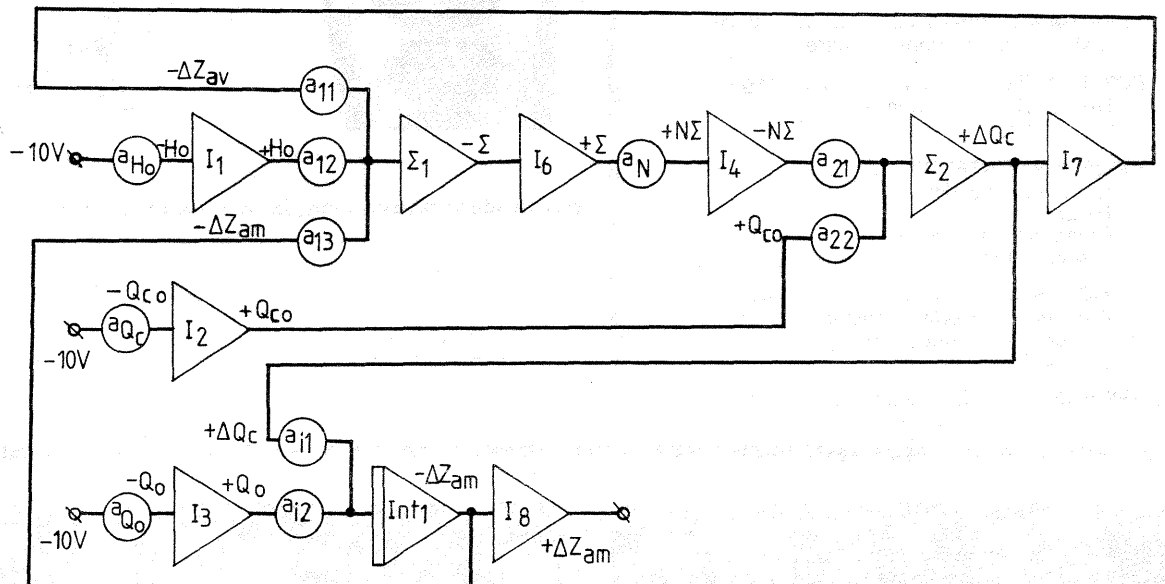 -ΔZav a11
-10V aHo -Ho I1 +Ho a12 Σ1 -Σ I6 +Σ aN +NΣ I4 -NΣ a21 Σ2 +ΔQc I7
-ΔZam a13
+Qco a22
-10V aQc -Qco I2 +Qco
+ΔQc ai1
-10V aQo -Qo I3 +Qo ai2 Int1 -ΔZam I8 +ΔZam